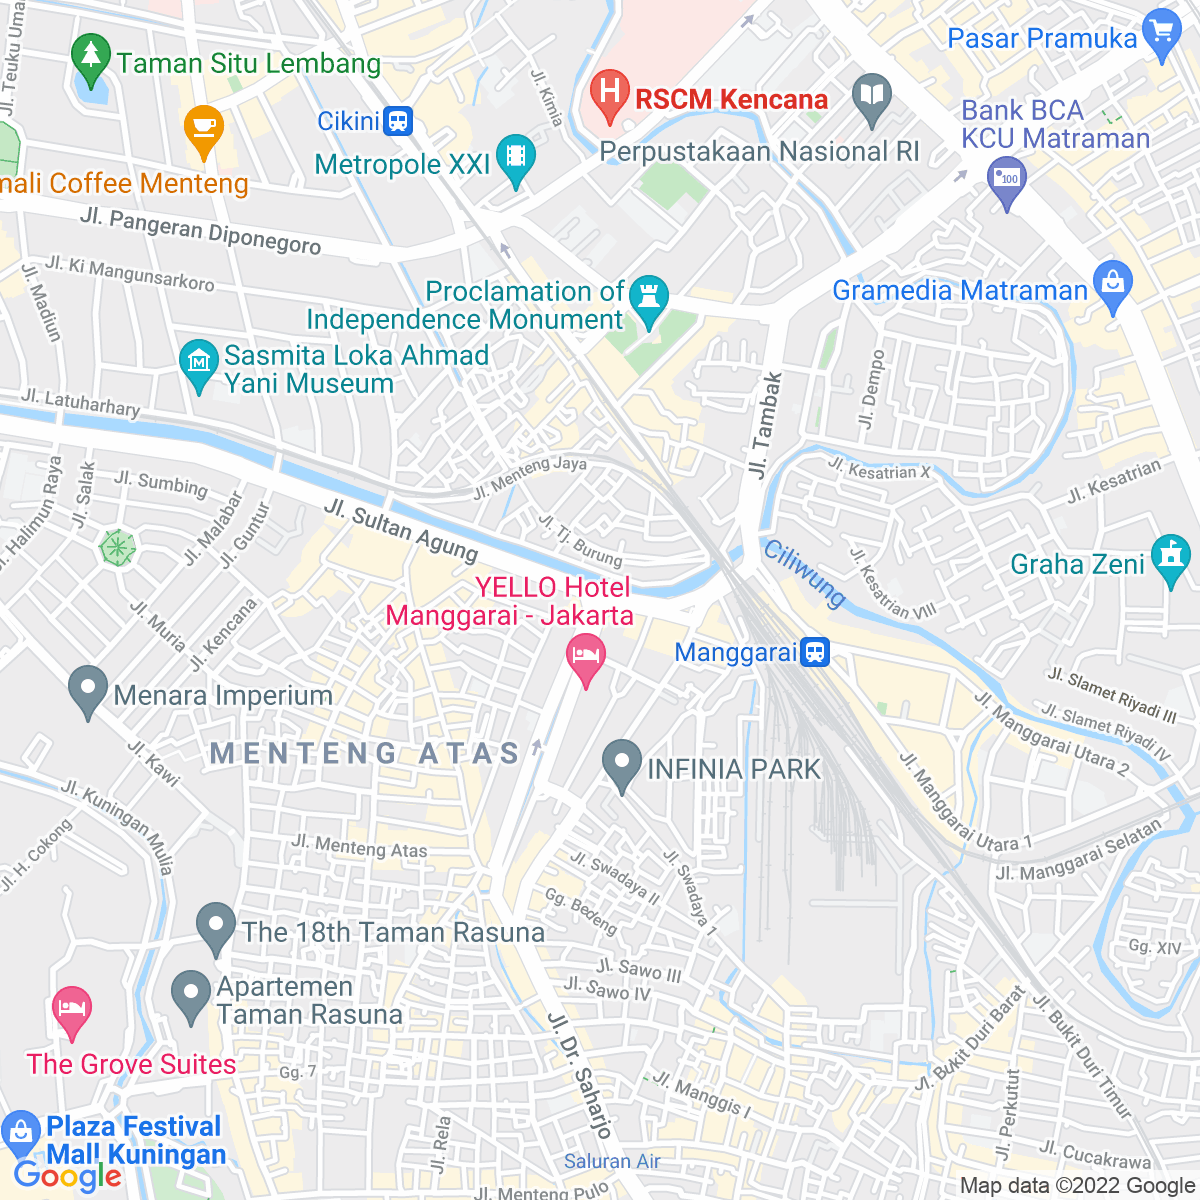 Jl. Teuku Umar
Taman Situ Lembang
Pasar Pramuka
Jl. Kimia
RSCM Kencana
Cikini
Bank BCA
KCU Matraman
Metropole XXI
Perpustakaan Nasional RI
100
mali Coffee Menteng
Jl. Pangeran Diponegoro
Jl. Ki Mangunsarkoro
Jl. Madiun
Proclamation of
Independence Monument
Gramedia Matraman
Sasmita Loka Ahmad
Yani Museum
Jl. Dempo
Jl. Tambak
Jl. Latuharhary
Jl. Menteng Jaya
Jl. Kesatrian X
Jl. Kesatrian
Jl. Halimun Raya
Jl. Salak
Jl. Sumbing
Jl. Malabar
Jl. Guntur
Jl. Sultan Agung
Jl. Tj. Burung
Ciliwung
Jl. Kesatrian VIII
Graha Zeni
YELLO Hotel
Manggarai - Jakarta
Jl. Muria
Jl. Kencana
Manggarai
Menara Imperium
Jl. Slamet Riyadi III
Jl. Slamet Riyadi IV
Jl. Manggarai Utara 2
MENTENG ATAS
Jl. Kawi
INFINIA PARK
Jl. Manggarai Utara 1
Jl. Kuningan Mulia
Jl. H. Cokong
Jl. Menteng Atas
Jl. Manggarai Selatan
Jl. Swadaya II
Jl. Swadaya 1
Gg. Bedeng
The 18th Taman Rasuna
Gg. XIV
Jl. Sawo III
Jl. Sawo IV
Apartemen
Taman Rasuna
Jl. Bukit Duri Barat
Jl. Bukit Duri Timur
The Grove Suites
Gg. 7
Jl. Dr. Saharjo
Jl. Manggis I
Jl. Perkutut
Plaza Festival
Mall Kuningan
Jl. Rela
Saluran Air
Jl. Cucakrawa
Google
Jl. Menteng Pulo
Map data ©2022 Google